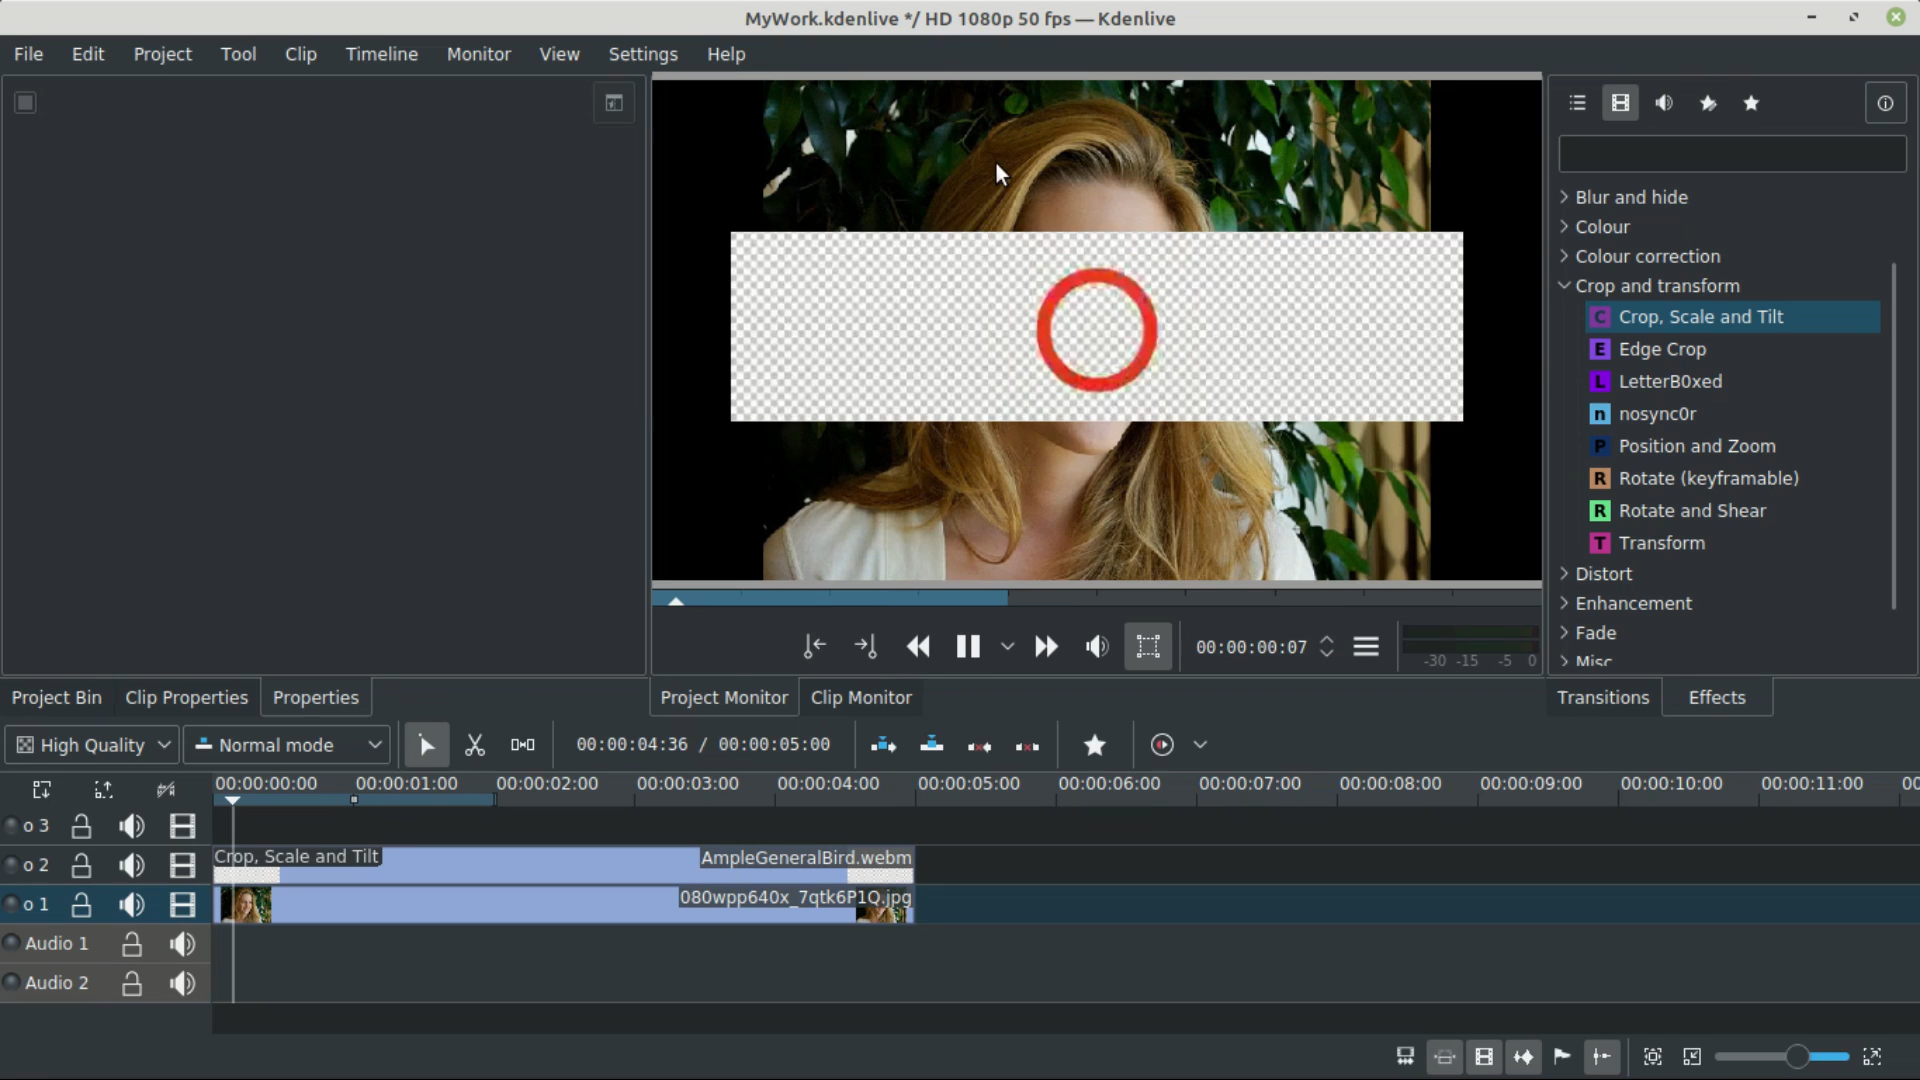 MyWork.kdenlive */ HD 1080p 50 fps — Kdenlive
File Edit Project Tool Clip Timeline Monitor View Settings Help
Blur and hide
Colour
Colour correction
Crop and transform
C Crop, Scale and Tilt
E Edge Crop
L LetterB0xed
n nosync0r
P Position and Zoom
R Rotate (keyframable)
R Rotate and Shear
T Transform
Distort
Enhancement
Fade
Misc
00:00:00:07
-30 -15 -5 0
Project Bin Clip Properties Properties
Project Monitor Clip Monitor
Transitions Effects
High Quality Normal mode 00:00:04:36 / 00:00:05:00
00:00:00:00 00:00:01:00 00:00:02:00 00:00:03:00 00:00:04:00 00:00:05:00 00:00:06:00 00:00:07:00 00:00:08:00 00:00:09:00 00:00:10:00 00:00:11:00 00
o 3
o 2 Crop, Scale and Tilt AmpleGeneralBird.webm
o 1 080wpp640x_7qtk6P1Q.jpg
Audio 1
Audio 2